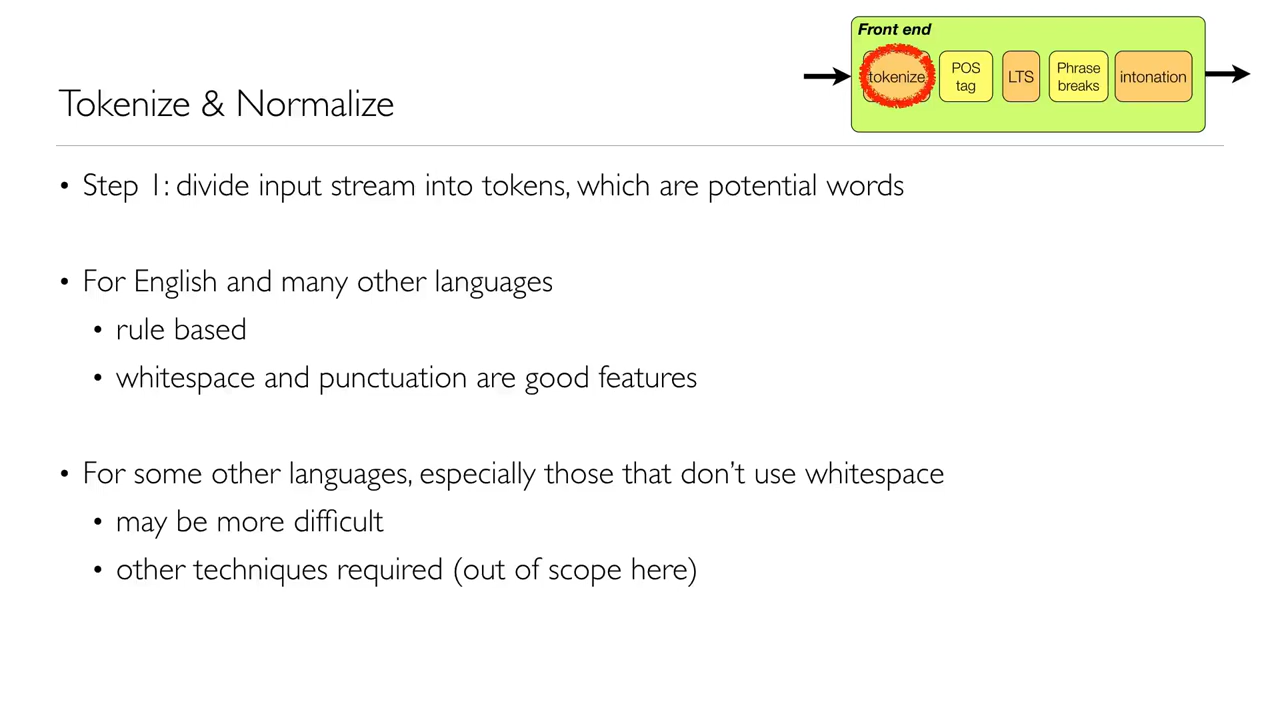 Front end
tokenize
POS
tag
LTS
Phrase
breaks
intonation
Tokenize & Normalize
• Step 1: divide input stream into tokens, which are potential words
• For English and many other languages
• rule based
• whitespace and punctuation are good features
• For some other languages, especially those that don’t use whitespace
• may be more difficult
• other techniques required (out of scope here)